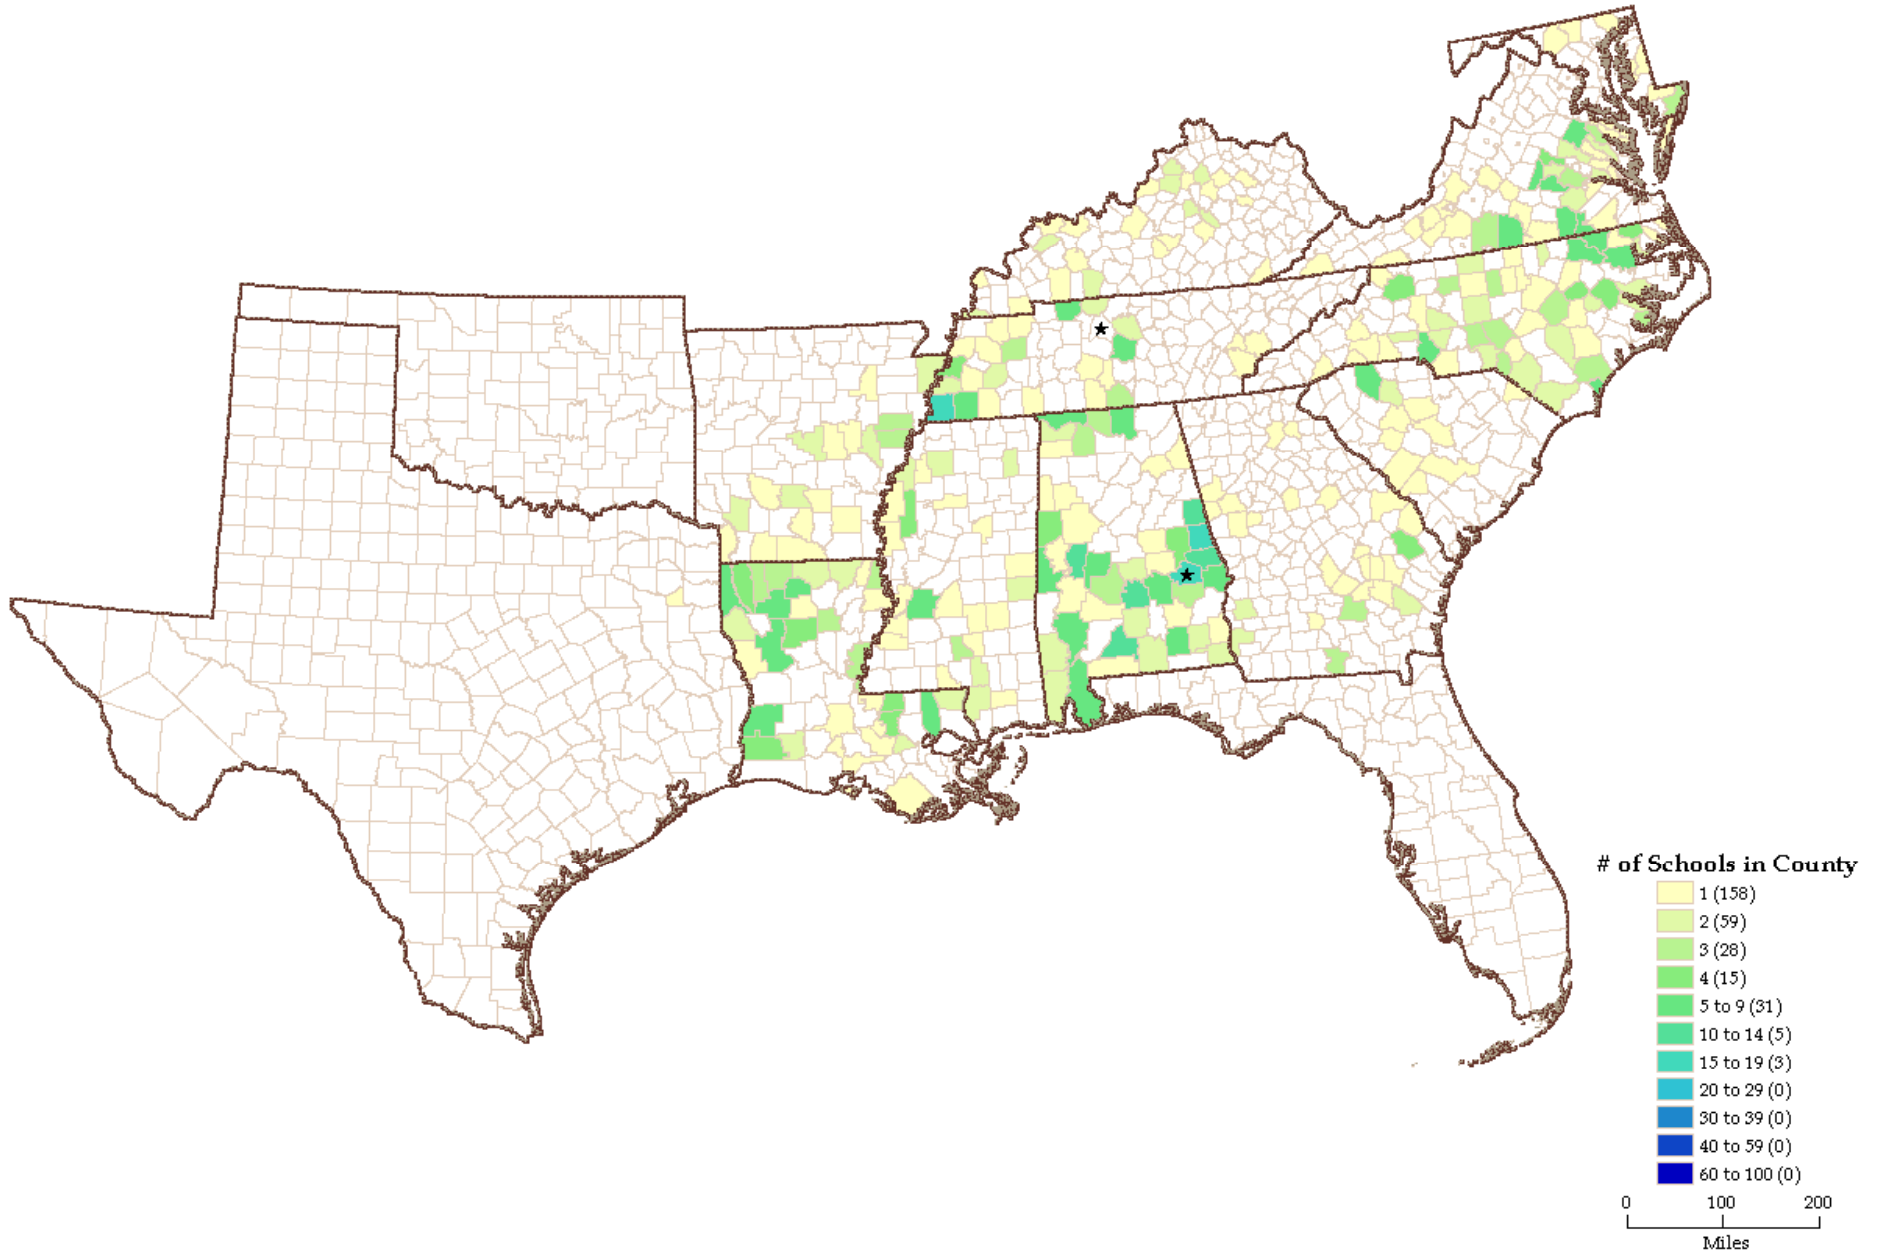 # of Schools in County
1 (158)
2 (59)
3 (28)
4 (15)
5 to 9 (31)
10 to 14 (5)
15 to 19 (3)
20 to 29 (0)
30 to 39 (0)
40 to 59 (0)
60 to 100 (0)
0 100 200
Miles